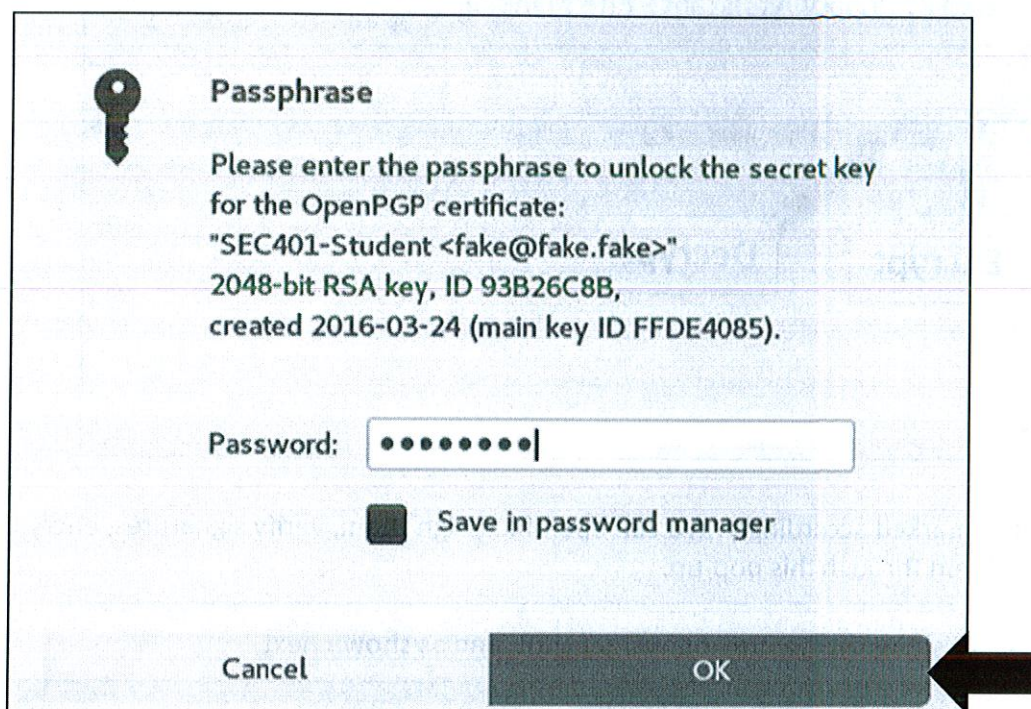 Passphrase
Please enter the passphrase to unlock the secret key
for the OpenPGP certificate:
"SEC401-Student <fake@fake.fake>"
2048-bit RSA key, ID 93B26C8B,
created 2016-03-24 (main key ID FFDE4085).
Password:
Save in password manager
Cancel
OK